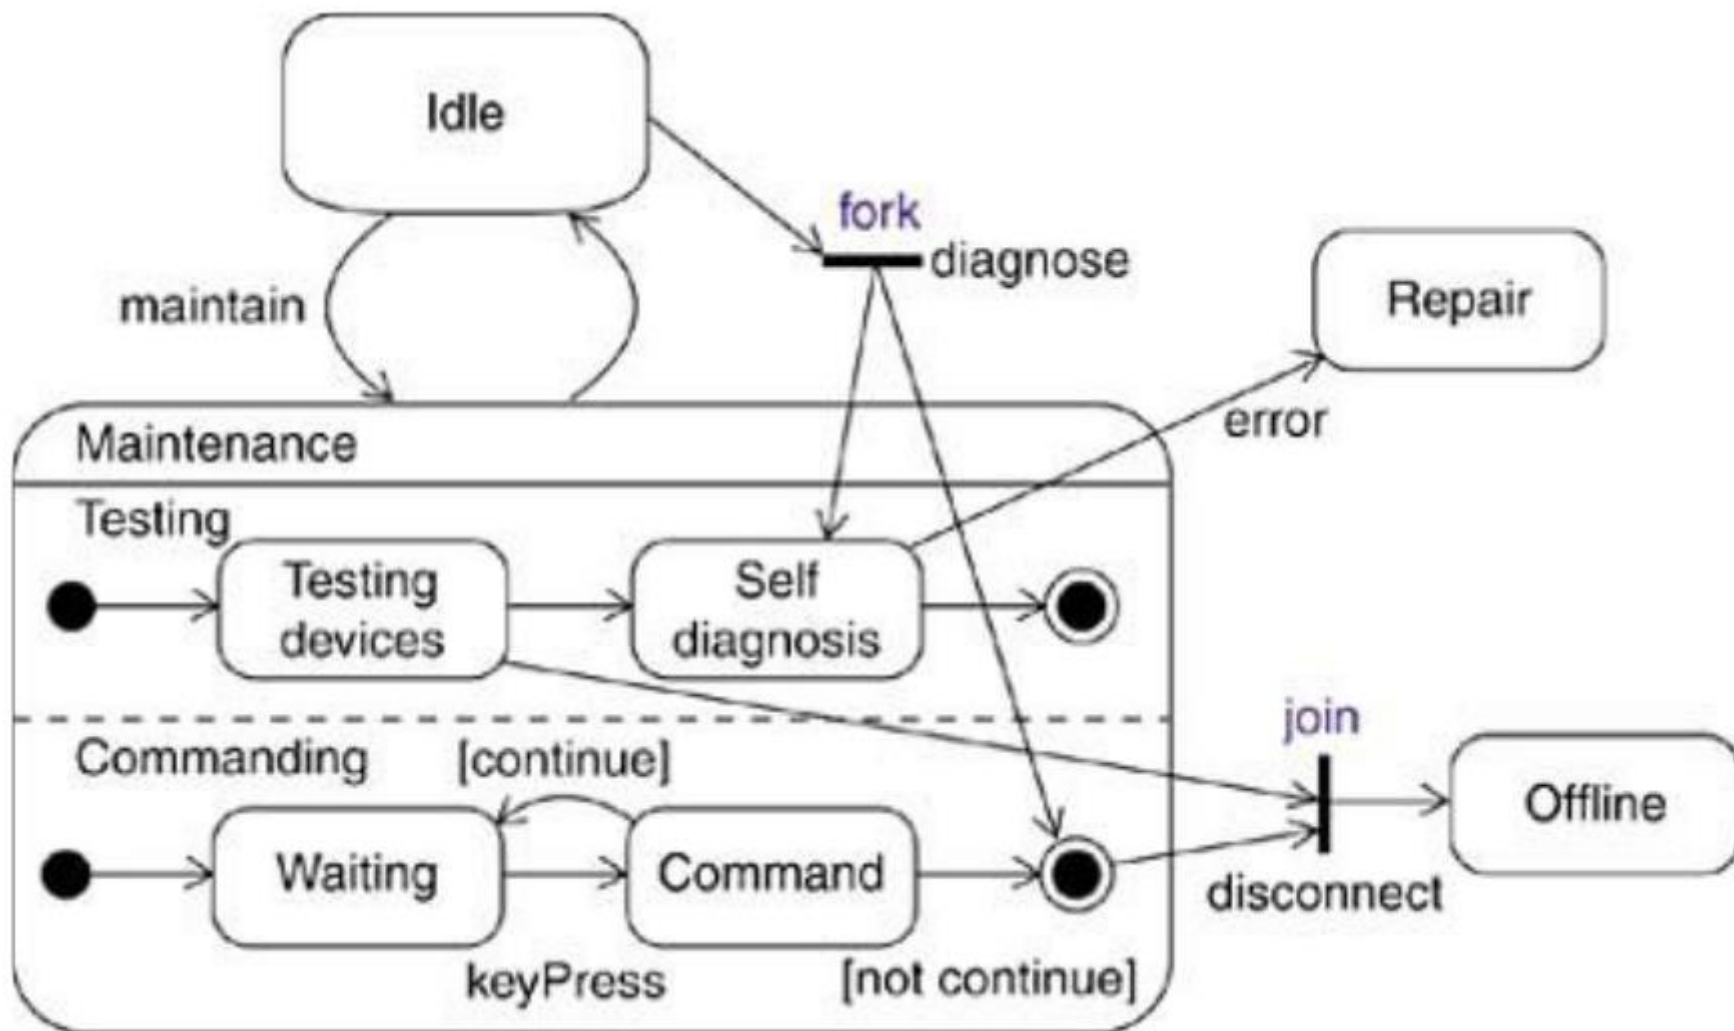 Idle
fork
diagnose
Repair
maintain
error
Maintenance
Testing
Testing
devices
Self
diagnosis
join
Commanding
[continue]
Waiting
Command
Offline
disconnect
keyPress
[not continue]